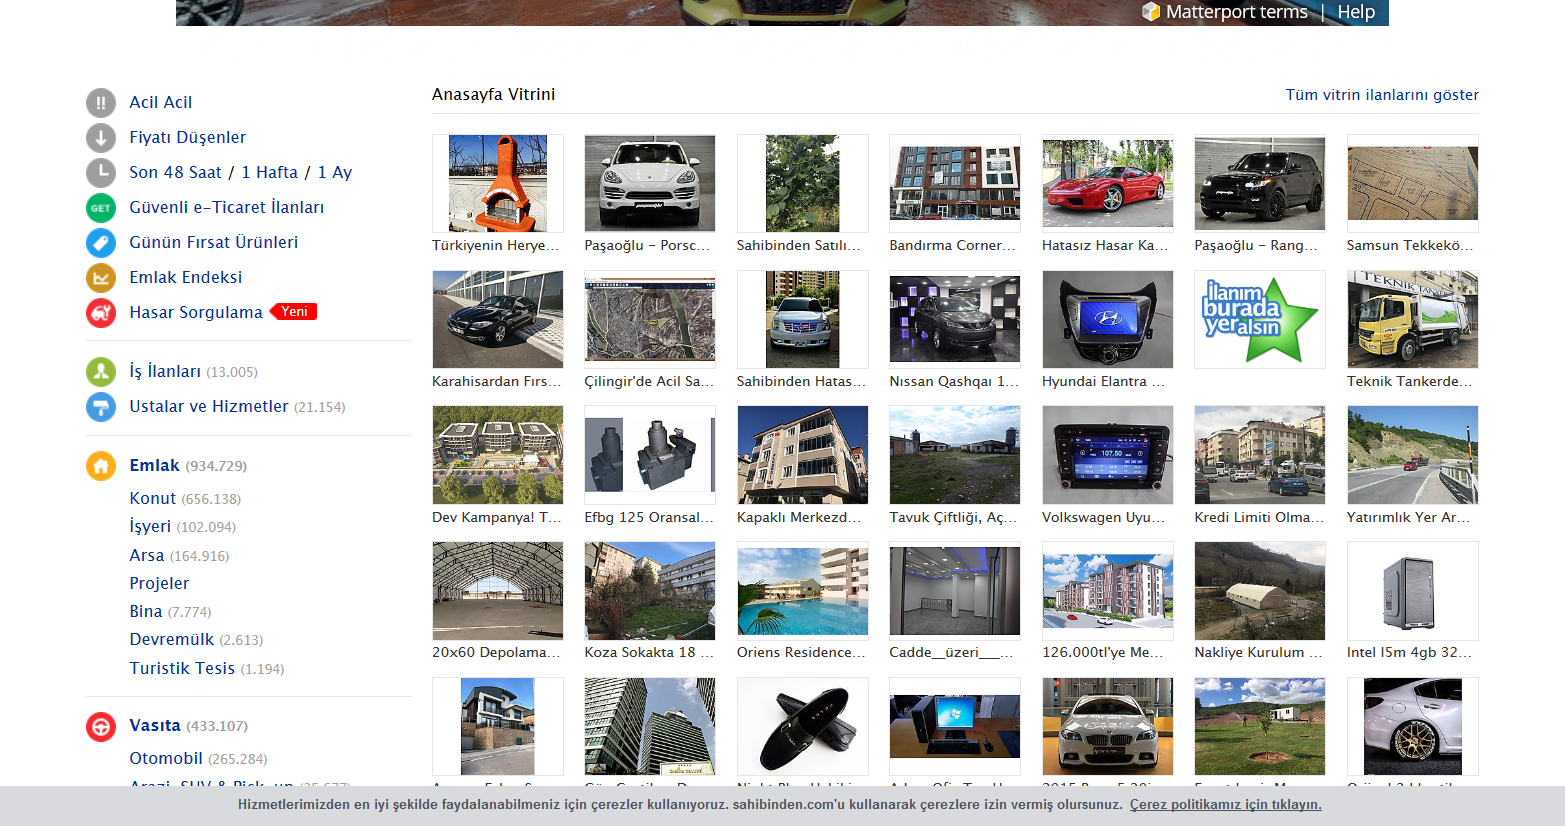 Matterport terms | Help
Acil Acil
Fiyatı Düşenler
Son 48 Saat / 1 Hafta / 1 Ay
GET
Güvenli e-Ticaret İlanları
Günün Fırsat Ürünleri
Emlak Endeksi
Hasar Sorgulama Yeni
İş İlanları (13.005)
Ustalar ve Hizmetler (21.154)
Emlak (934.729)
Konut (656.138)
İşyeri (102.094)
Arsa (164.916)
Projeler
Bina (7.774)
Devremülk (2.613)
Turistik Tesis (1.194)
Vasıta (433.107)
Otomobil (265.284)
Anasayfa Vitrini
Tüm vitrin ilanlarını göster
Türkiyenin Herye...
Paşaoğlu - Porsc...
Sahibinden Satılı...
Bandırma Corner...
Hatasız Hasar Ka...
Paşaoğlu - Rang...
Samsun Tekkekö...
ilanım
burada
yeralsın
TEKNİK TANKER
Karahisardan Fırs...
Çilingir'de Acil Sa...
Sahibinden Hatas...
Nıssan Qashqaı 1...
Hyundai Elantra ...
Teknik Tankerde...
107.50
Dev Kampanya! T...
Efbg 125 Oransal...
Kapaklı Merkezd...
Tavuk Çiftliği, Aç...
Volkswagen Uyu...
Kredi Limiti Olma...
Yatırımlık Yer Ar...
20x60 Depolama...
Koza Sokakta 18 ...
Oriens Residence...
Cadde__üzeri___...
126.000tl'ye Me...
Nakliye Kurulum ...
Intel I5m 4gb 32...
Hizmetlerimizden en iyi şekilde faydalanabilmeniz için çerezler kullanıyoruz. sahibinden.com'u kullanarak çerezlere izin vermiş olursunuz. Çerez politikamız için tıklayın.